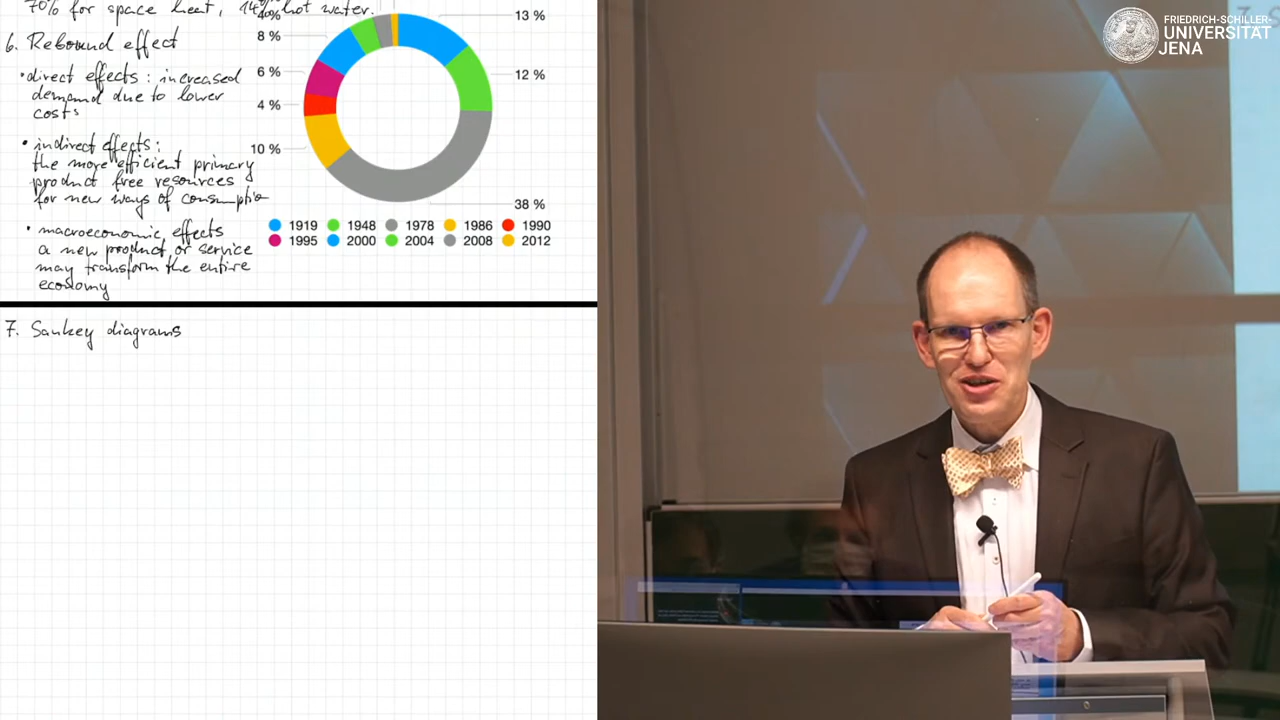 70% for space heat, 14% hot water.
6. Rebound effect
• direct effects: increased
demand due to lower
costs
• indirect effects:
the more efficient primary
product free resources
for new ways of consumptio
• macroeconomic effects
a new product or service
may transform the entire
economy
8 %
6 %
4 %
10 %
13 %
12 %
38 %
1919 1948 1978 1986 1990
1995 2000 2004 2008 2012
7. Sankey diagrams
FRIEDRICH-SCHILLER-
UNIVERSITÄT
JENA